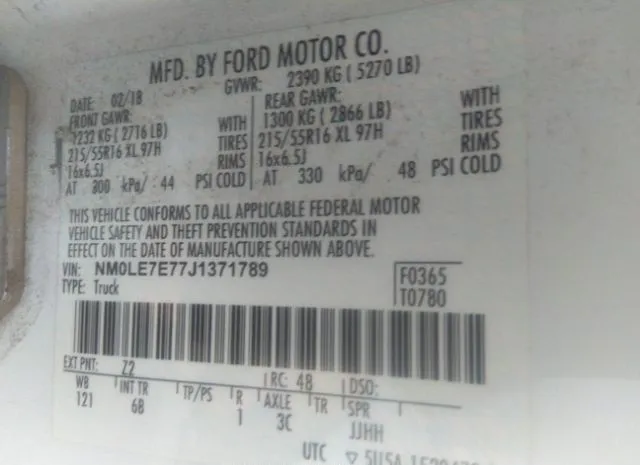 MFD. BY FORD MOTOR CO.
DATE: 02/18 GVWR: 2390 KG ( 5270 LB)
FRONT GAWR: REAR GAWR: WITH
1232 KG ( 2716 LB) WITH 1300 KG ( 2866 LB) TIRES
215/55R16 XL 97H TIRES 215/55R16 XL 97H RIMS
16x6.5J RIMS 16x6.5J
AT 300 kPa/ 44 PSI COLD AT 330 kPa/ 48 PSI COLD
THIS VEHICLE CONFORMS TO ALL APPLICABLE FEDERAL MOTOR
VEHICLE SAFETY AND THEFT PREVENTION STANDARDS IN
EFFECT ON THE DATE OF MANUFACTURE SHOWN ABOVE.
VIN: NM0LE7E77J1371789 F0365
TYPE: Truck T0780
EXT PNT: Z2 RC: 48 DSO:
WB INT TR TP/PS R AXLE TR SPR
121 6B 1 3C JJHH
UTC